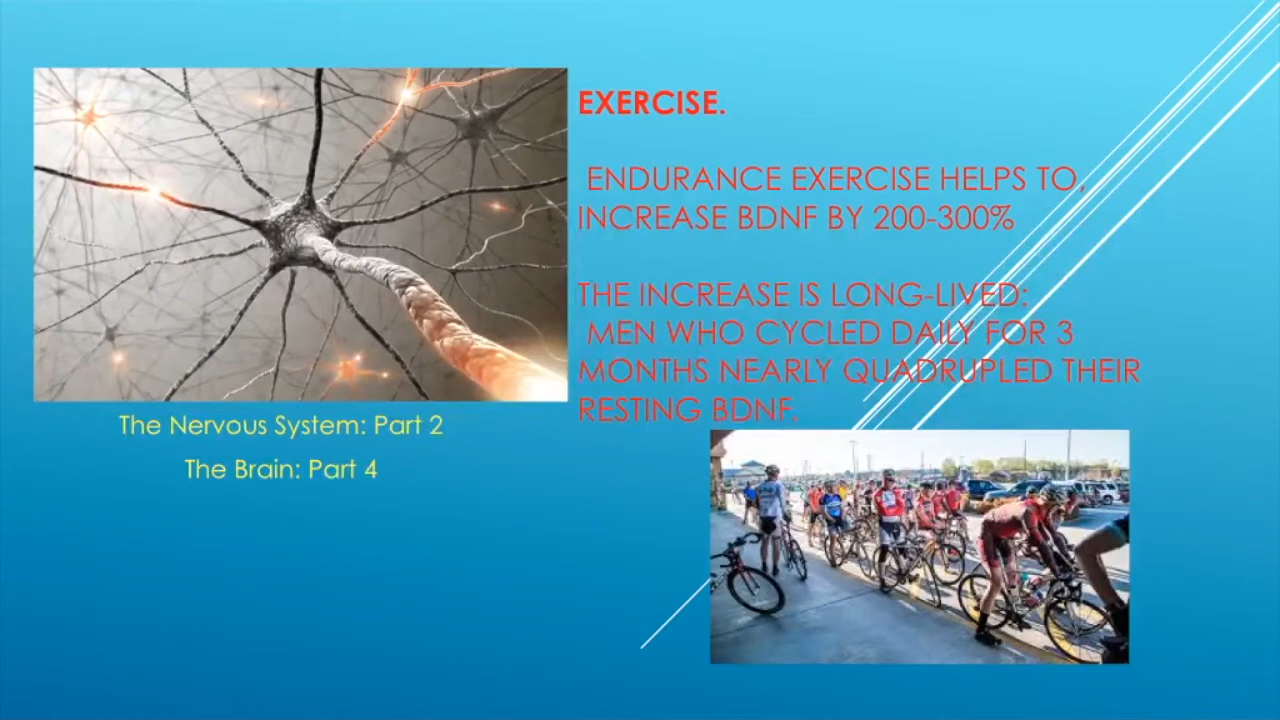 EXERCISE.
ENDURANCE EXERCISE HELPS TO,
INCREASE BDNF BY 200-300%
THE INCREASE IS LONG-LIVED:
MEN WHO CYCLED DAILY FOR 3
MONTHS NEARLY QUADRUPLED THEIR
RESTING BDNF.
The Nervous System: Part 2
The Brain: Part 4